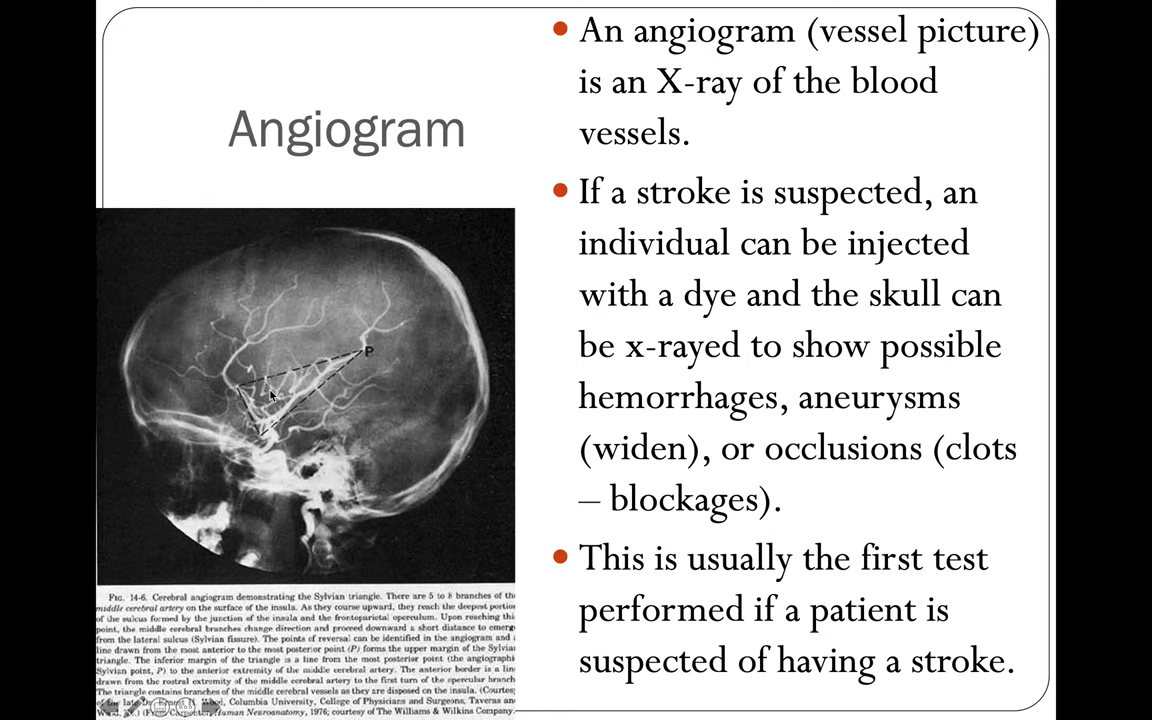 Angiogram
• An angiogram (vessel picture)
is an X-ray of the blood
vessels.
• If a stroke is suspected, an
individual can be injected
with a dye and the skull can
be x-rayed to show possible
hemorrhages, aneurysms
(widen), or occlusions (clots
– blockages).
• This is usually the first test
performed if a patient is
suspected of having a stroke.
P
FIG. 14-6. Cerebral angiogram demonstrating the Sylvian triangle. There are 5 to 8 branches of the
middle cerebral artery on the surface of the insula. As they course upward, they reach the deepest portio
of the sulcus formed by the junction of the insula and the frontoparietal operculum. Upon reaching thi
point, the middle cerebral branches change direction and proceed downward a short distance to emerg
from the lateral sulcus (Sylvian fissure). The points of reversal can be identified in the angiogram and
line drawn from the most anterior to the most posterior point (P) forms the upper margin of the Sylvia
triangle. The inferior margin of the triangle is a line from the most posterior point (the angiographi
Sylvian point, P) to the anterior extremity of the middle cerebral artery. The anterior border is a lin
drawn from the rostral extremity of the middle cerebral artery to the first turn of the opercular branch
The triangle contains branches of the middle cerebral vessels as they are disposed on the insula. (Courtes
late Dr. Wood, Columbia University, College of Physicians and Surgeons, Taveras an
Human Neuroanatomy, 1976; courtesy of The Williams & Wilkins Company.